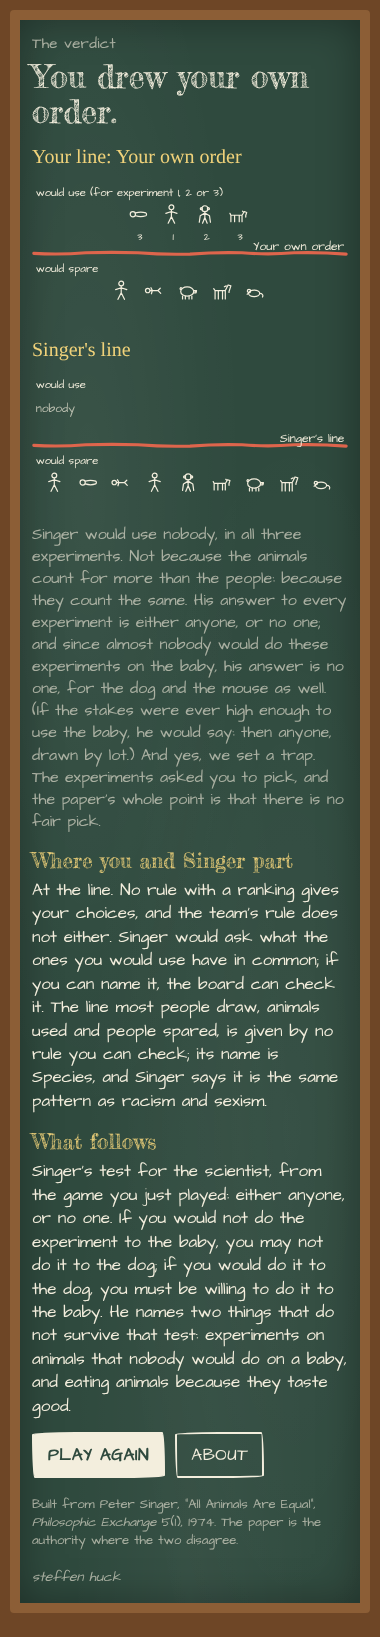 The verdict
You drew your own
order.
Your line: Your own order
would use (for experiment 1, 2 or 3)
3 1 2 3
Your own order
would spare
Singer's line
would use
nobody
Singer's line
would spare
Singer would use nobody, in all three
experiments. Not because the animals
count for more than the people: because
they count the same. His answer to every
experiment is either anyone, or no one;
and since almost nobody would do these
experiments on the baby, his answer is no
one, for the dog and the mouse as well.
(If the stakes were ever high enough to
use the baby, he would say: then anyone,
drawn by lot.) And yes, we set a trap.
The experiments asked you to pick, and
the paper's whole point is that there is no
fair pick.
Where you and Singer part
At the line. No rule with a ranking gives
your choices, and the team's rule does
not either. Singer would ask what the
ones you would use have in common; if
you can name it, the board can check
it. The line most people draw, animals
used and people spared, is given by no
rule you can check; its name is
Species, and Singer says it is the same
pattern as racism and sexism.
What follows
Singer's test for the scientist, from
the game you just played: either anyone,
or no one. If you would not do the
experiment to the baby, you may not
do it to the dog; if you would do it to
the dog, you must be willing to do it to
the baby. He names two things that do
not survive that test: experiments on
animals that nobody would do on a baby,
and eating animals because they taste
good.
PLAY AGAIN ABOUT
Built from Peter Singer, "All Animals Are Equal",
Philosophic Exchange 5(1), 1974. The paper is the
authority where the two disagree.
steffen huck